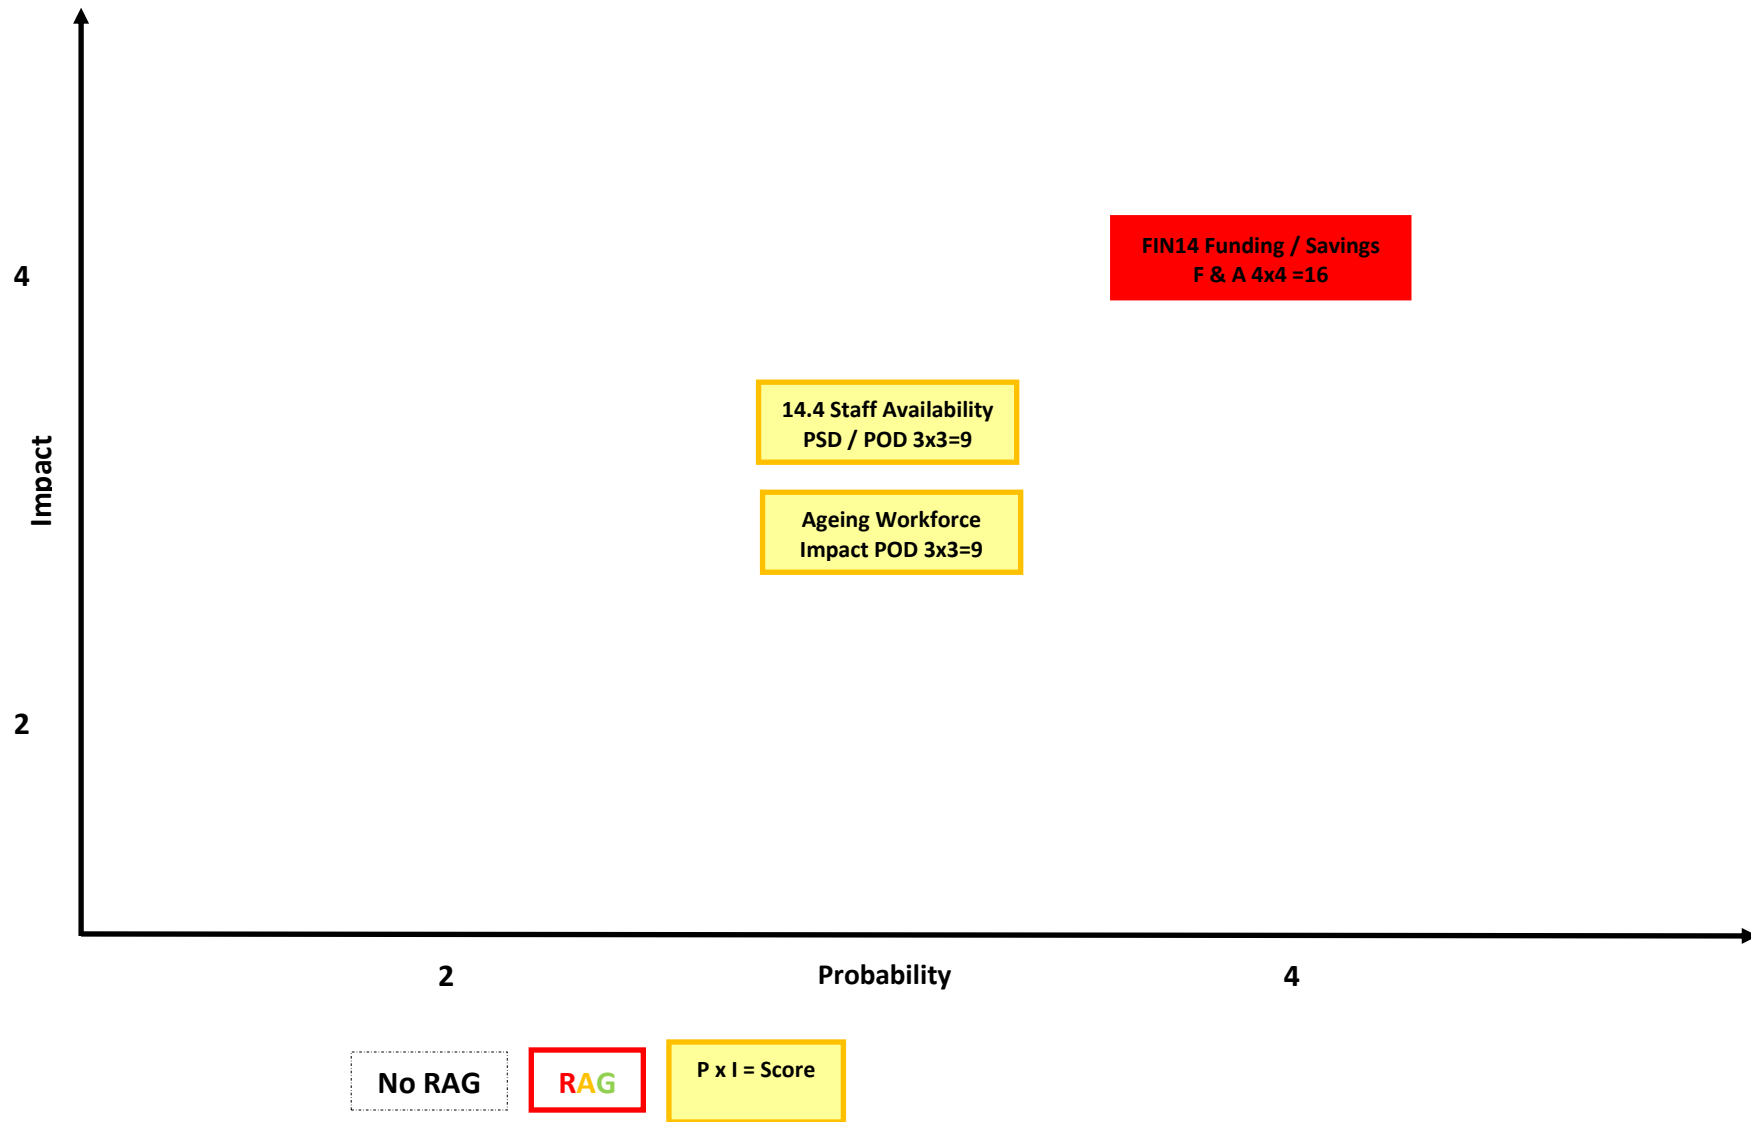 4
FIN14 Funding / Savings
F & A 4x4 =16
14.4 Staff Availability
PSD / POD 3x3=9
Impact
Ageing Workforce
Impact POD 3x3=9
2
2
Probability
4
No RAG
RAG
P x I = Score